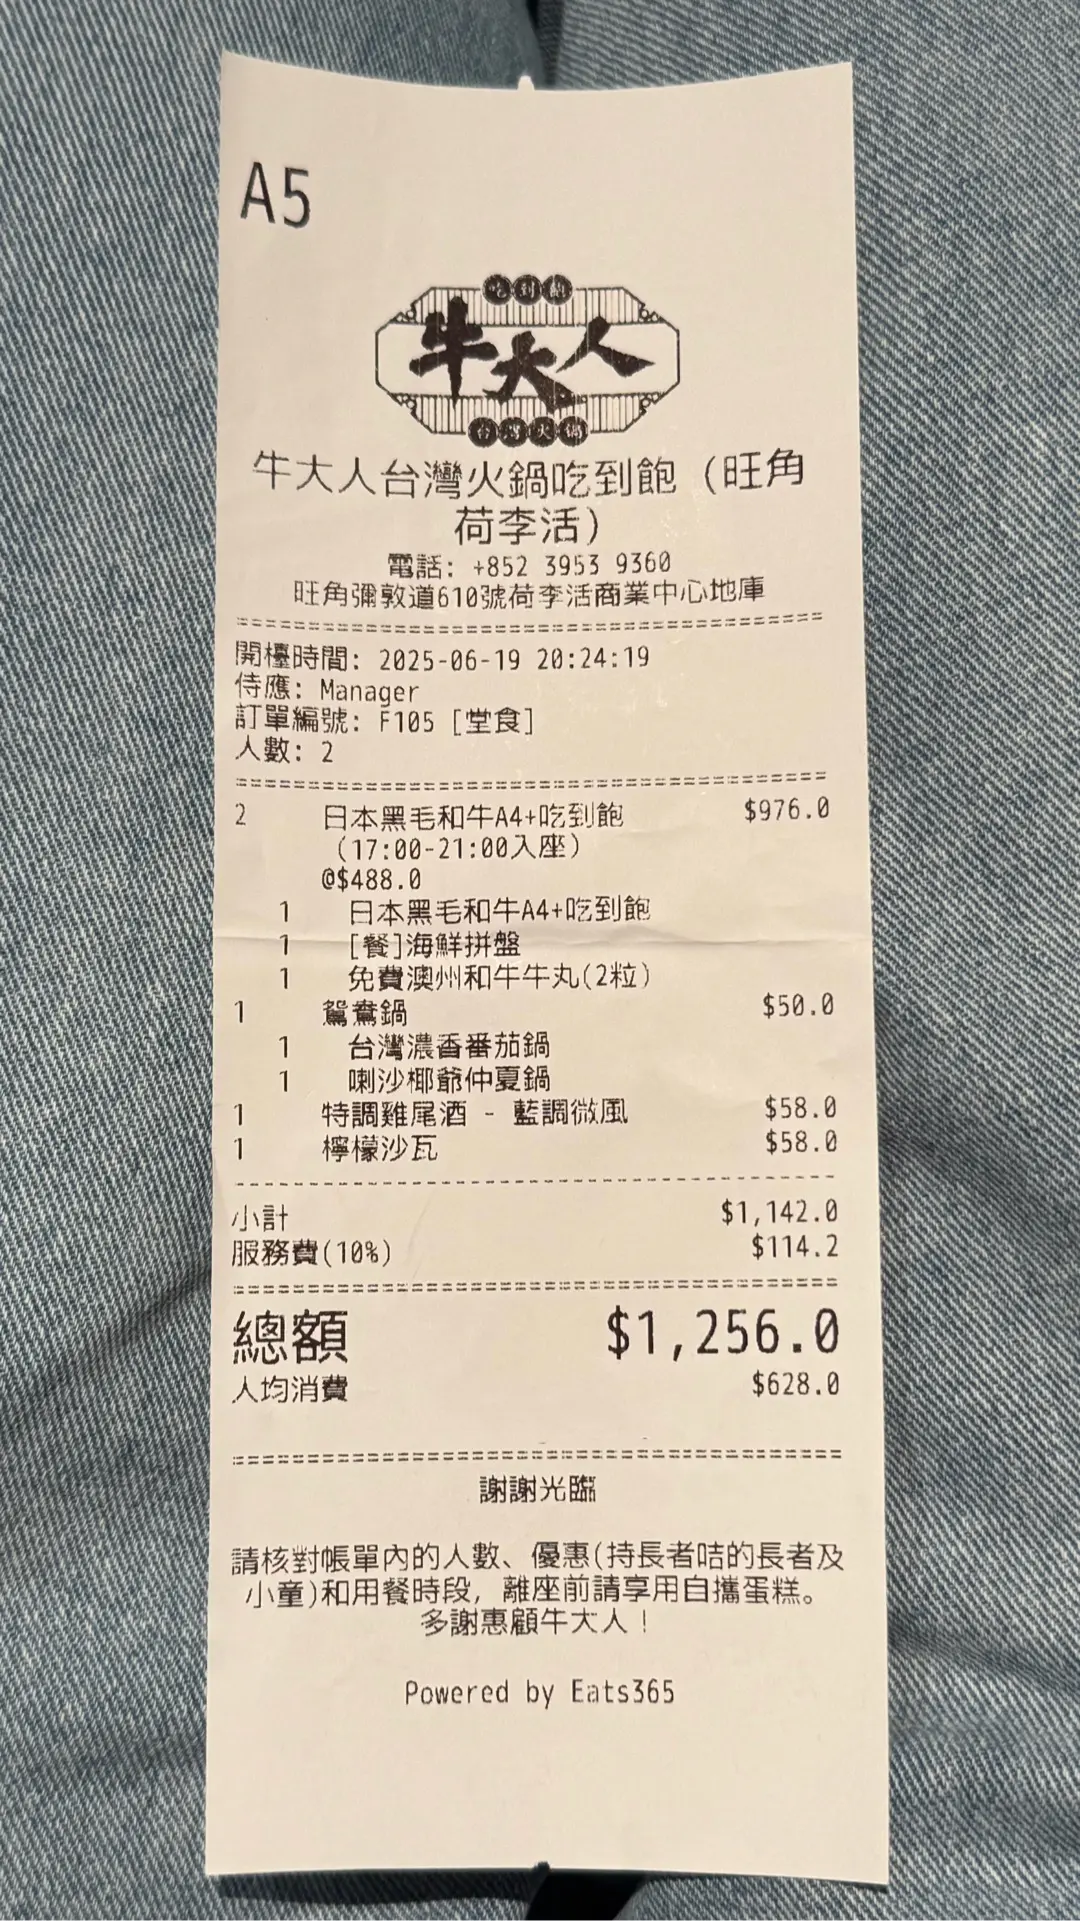 A5
吃到飽
牛大人
台灣火鍋
牛大人台灣火鍋吃到飽（旺角
荷李活）
電話: +852 3953 9360
旺角彌敦道610號荷李活商業中心地庫
開檯時間: 2025-06-19 20:24:19
侍應: Manager
訂單編號: F105 [堂食]
人數: 2
2 日本黑毛和牛A4+吃到飽 $976.0
（17:00-21:00入座）
@$488.0
1 日本黑毛和牛A4+吃到飽
1 [餐]海鮮拼盤
1 免費澳州和牛牛丸(2粒)
1 鴛鴦鍋 $50.0
1 台灣濃香番茄鍋
1 喇沙椰爺仲夏鍋
1 特調雞尾酒 - 藍調微風 $58.0
1 檸檬沙瓦 $58.0
小計 $1,142.0
服務費(10%) $114.2
總額 $1,256.0
人均消費 $628.0
謝謝光臨
請核對帳單內的人數、優惠(持長者咭的長者及
小童)和用餐時段, 離座前請享用自攜蛋糕。
多謝惠顧牛大人！
Powered by Eats365